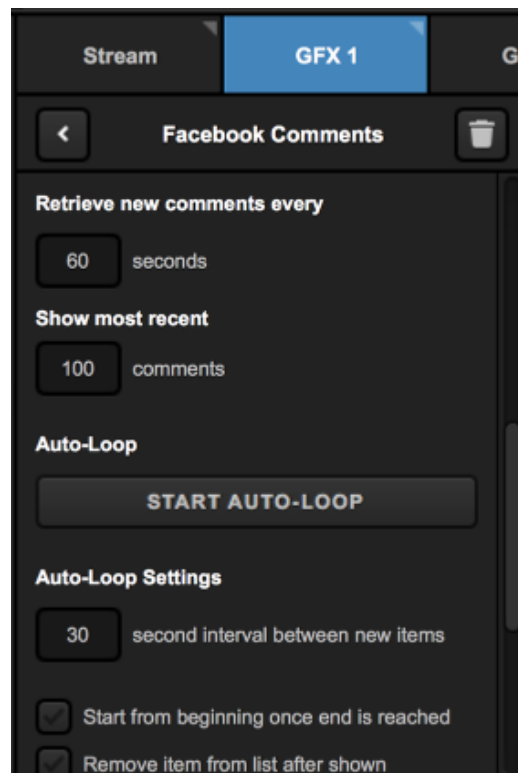 Stream GFX 1 G
Facebook Comments
Retrieve new comments every
60 seconds
Show most recent
100 comments
Auto-Loop
START AUTO-LOOP
Auto-Loop Settings
30 second interval between new items
Start from beginning once end is reached
Remove item from list after shown